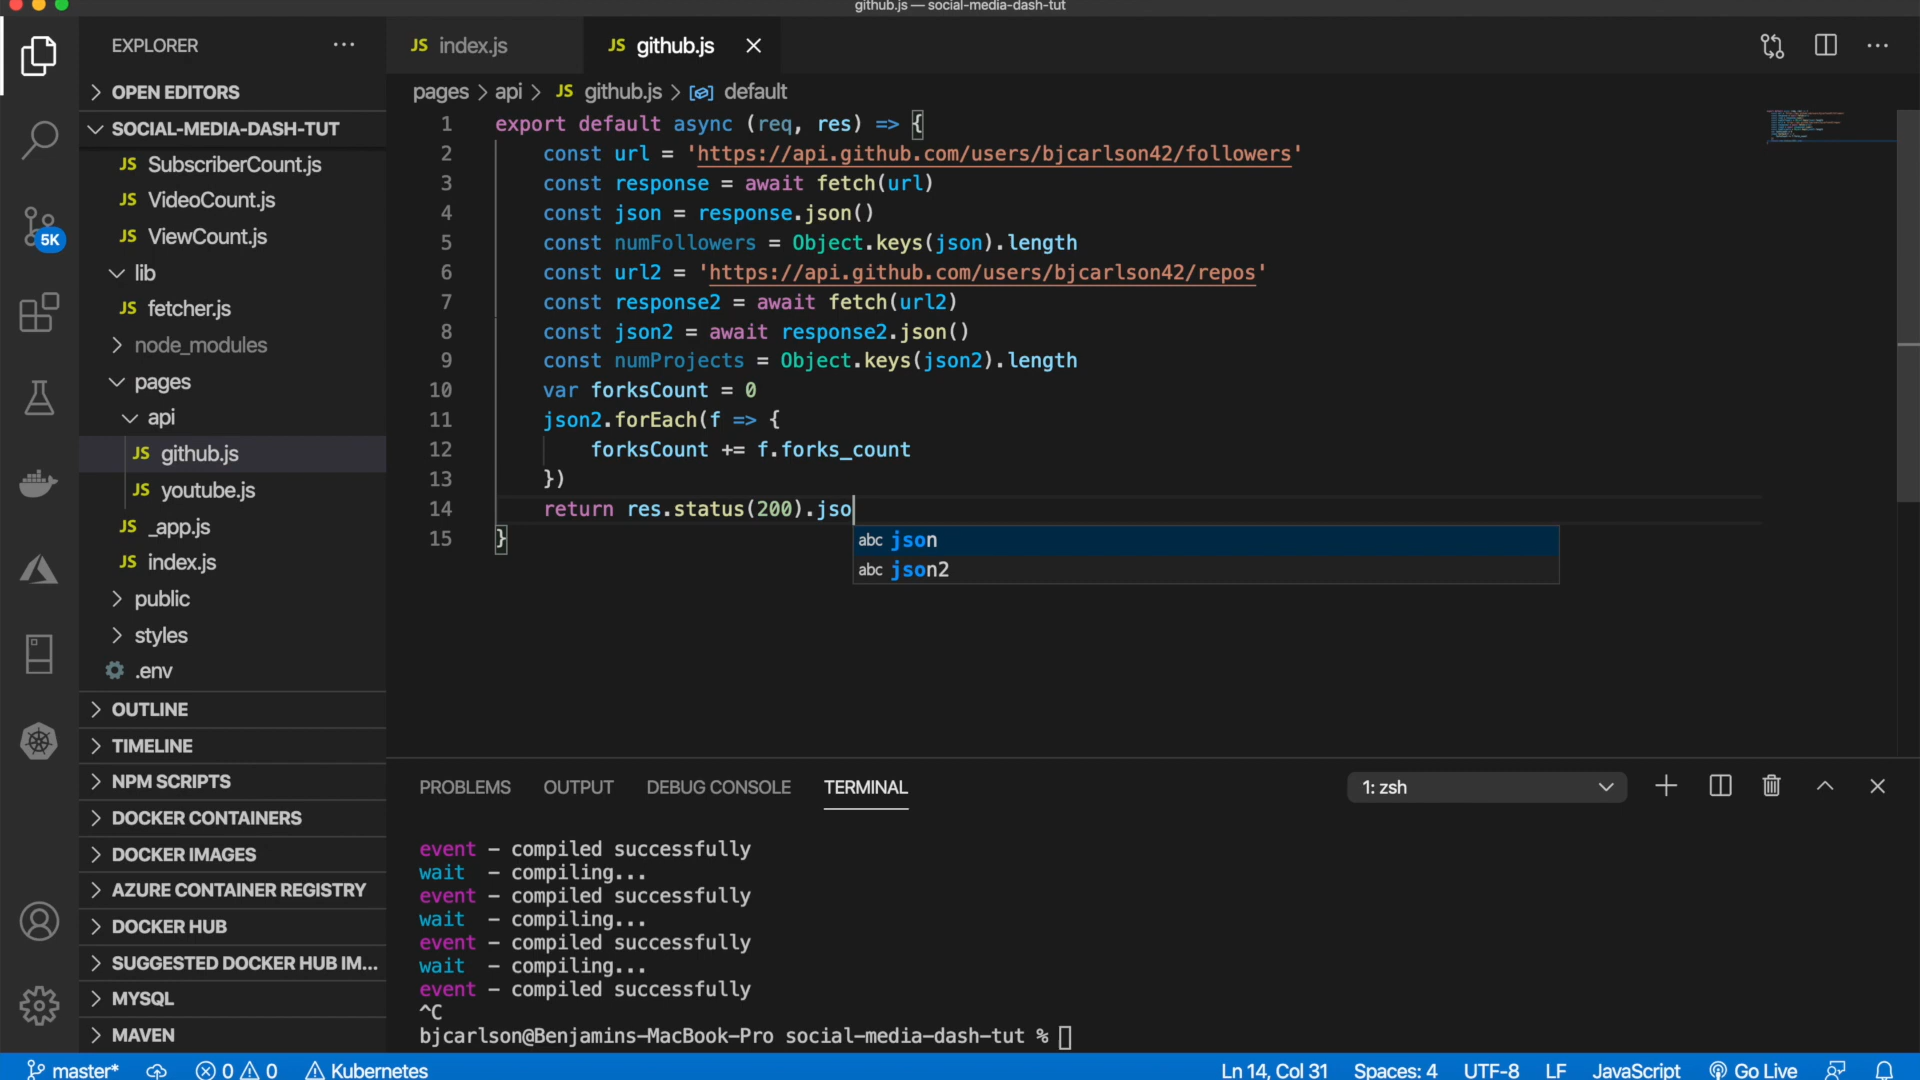 github.js — social-media-dash-tut
EXPLORER
OPEN EDITORS
SOCIAL-MEDIA-DASH-TUT
JS SubscriberCount.js
JS VideoCount.js
JS ViewCount.js
lib
JS fetcher.js
node_modules
pages
api
JS github.js
JS youtube.js
JS _app.js
JS index.js
public
styles
.env
OUTLINE
TIMELINE
NPM SCRIPTS
DOCKER CONTAINERS
DOCKER IMAGES
AZURE CONTAINER REGISTRY
DOCKER HUB
SUGGESTED DOCKER HUB IM...
MYSQL
MAVEN
5K
JS index.js
JS github.js
pages > api > JS github.js > default
1 export default async (req, res) => {
2 const url = 'https://api.github.com/users/bjcarlson42/followers'
3 const response = await fetch(url)
4 const json = response.json()
5 const numFollowers = Object.keys(json).length
6 const url2 = 'https://api.github.com/users/bjcarlson42/repos'
7 const response2 = await fetch(url2)
8 const json2 = await response2.json()
9 const numProjects = Object.keys(json2).length
10 var forksCount = 0
11 json2.forEach(f => {
12 forksCount += f.forks_count
13 })
14 return res.status(200).jso
15 }
abc json
abc json2
PROBLEMS OUTPUT DEBUG CONSOLE TERMINAL
1: zsh
event - compiled successfully
wait - compiling...
event - compiled successfully
wait - compiling...
event - compiled successfully
wait - compiling...
event - compiled successfully
^C
bjcarlson@Benjamins-MacBook-Pro social-media-dash-tut %
master* 0 0 Kubernetes
Ln 14, Col 31 Spaces: 4 UTF-8 LF JavaScript Go Live